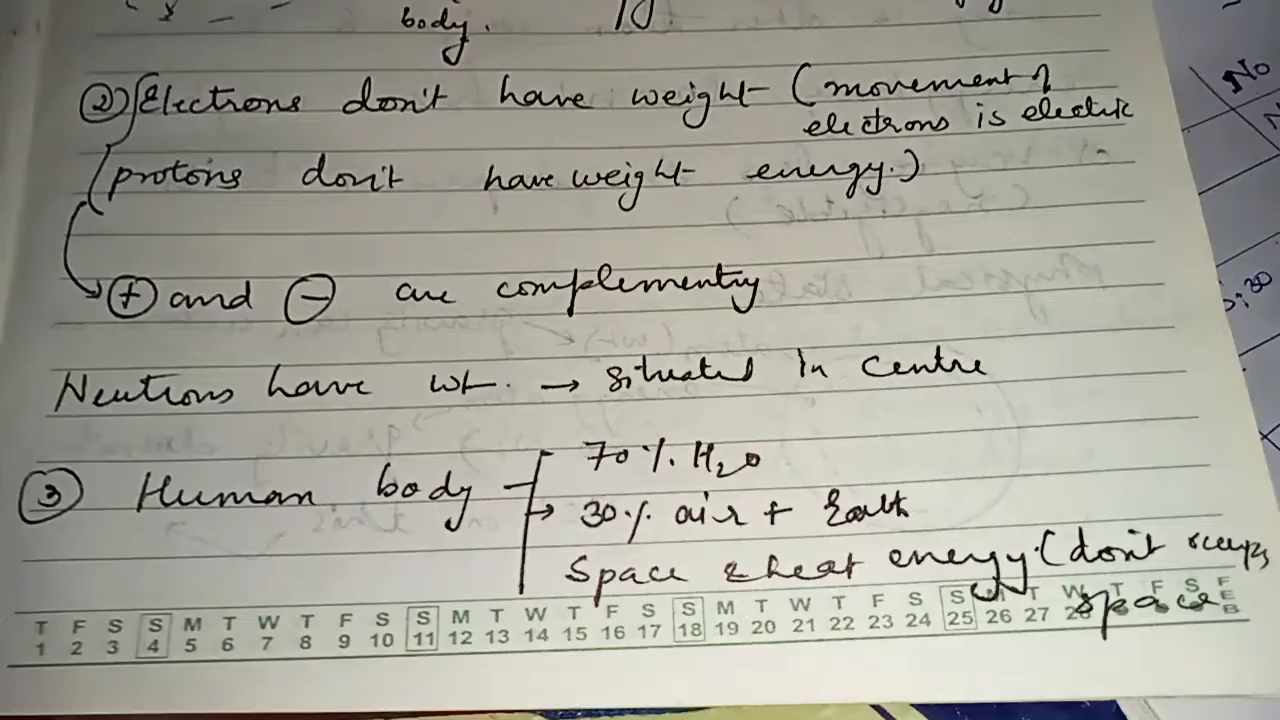 body.
② Electrons don't have weight (movement of
electrons is electric
(protons don't have weight energy.)
⊕ and ⊖ are complementry
Neutrons have wt. → situated in centre
③ Human body
70% H₂O
→ 30% air + Earth
Space & heat energy. (don't occupy
space
T F S S M T W T F S S M T W T F S S M T W T F S S M T W T F S FEB
1 2 3 4 5 6 7 8 9 10 11 12 13 14 15 16 17 18 19 20 21 22 23 24 25 26 27 28
No